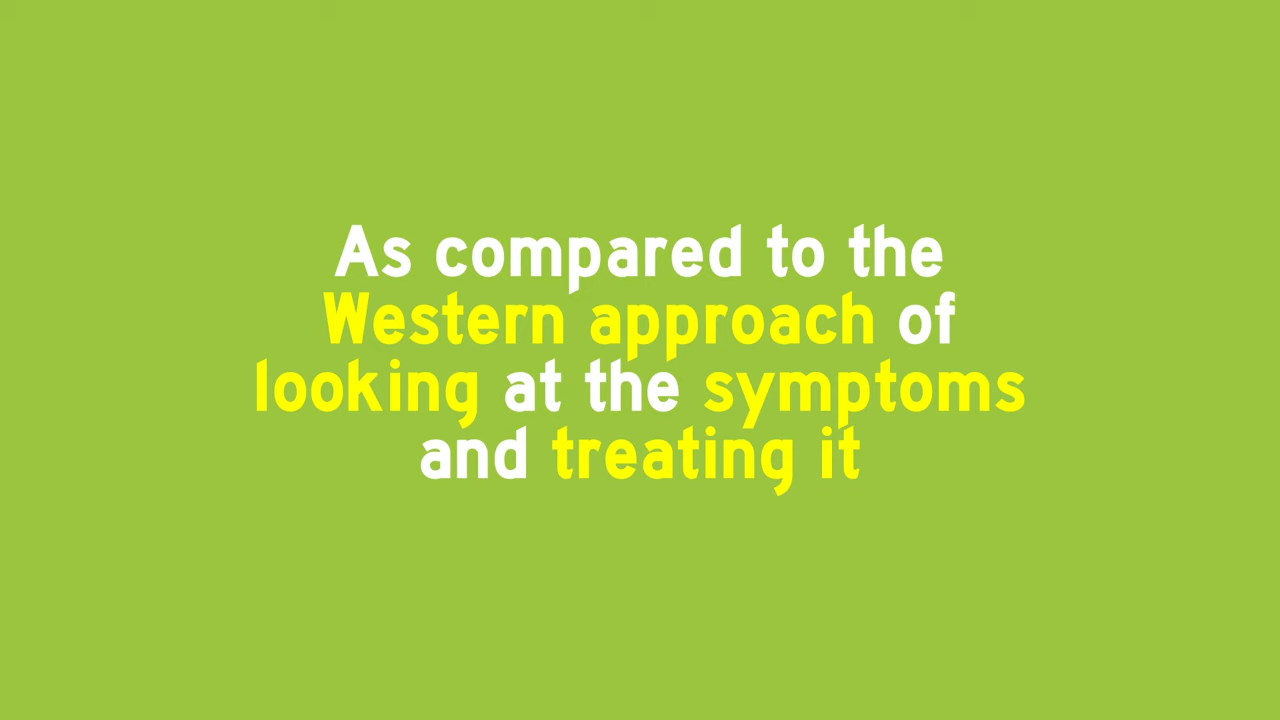 As compared to the
Western approach of
looking at the symptoms
and treating it